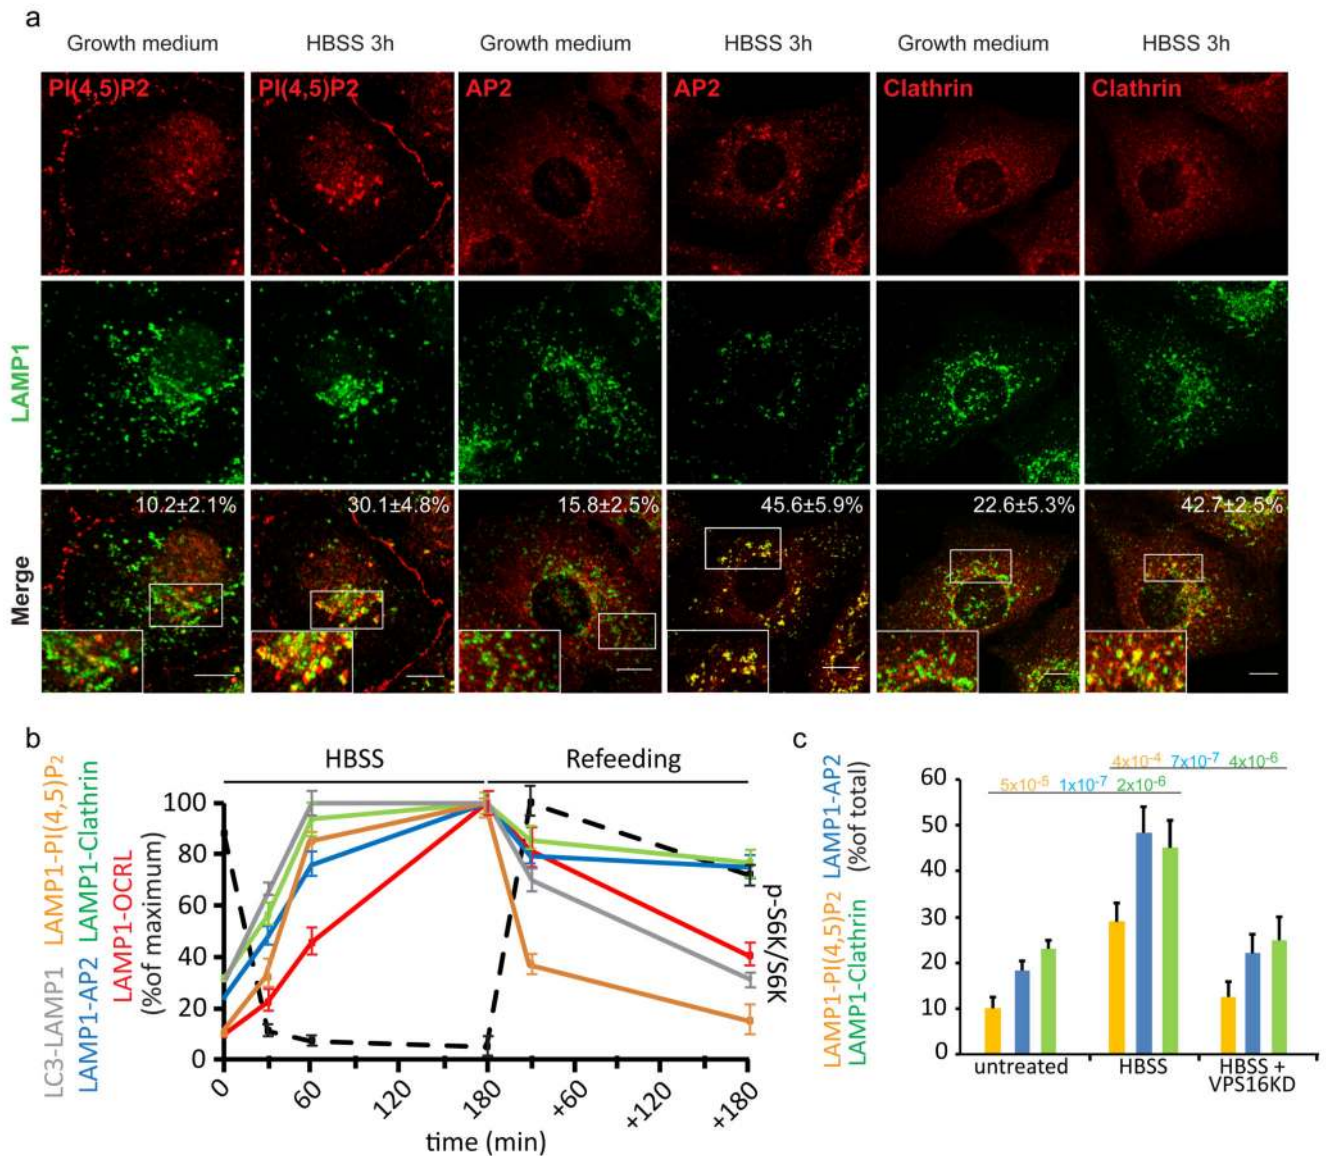 a
Growth medium HBSS 3h Growth medium HBSS 3h Growth medium HBSS 3h
PI(4,5)P2 PI(4,5)P2 AP2 AP2 Clathrin Clathrin
LAMP1
Merge
10.2±2.1% 30.1±4.8% 15.8±2.5% 45.6±5.9% 22.6±5.3% 42.7±2.5%
b
HBSS Refeeding
LC3-LAMP1 LAMP1-PI(4,5)P2
LAMP1-AP2 LAMP1-Clathrin
LAMP1-OCRL
(%of maximum)
100
80
60
40
20
0
p-S6K/S6K
0 60 120 180 +60 +120 +180
time (min)
c
LAMP1-PI(4,5)P2 LAMP1-AP2
LAMP1-Clathrin (%of total)
4x10-4 7x10-7 4x10-6
5x10-5 1x10-7 2x10-6
60
50
40
30
20
10
0
untreated HBSS HBSS +
VPS16KD